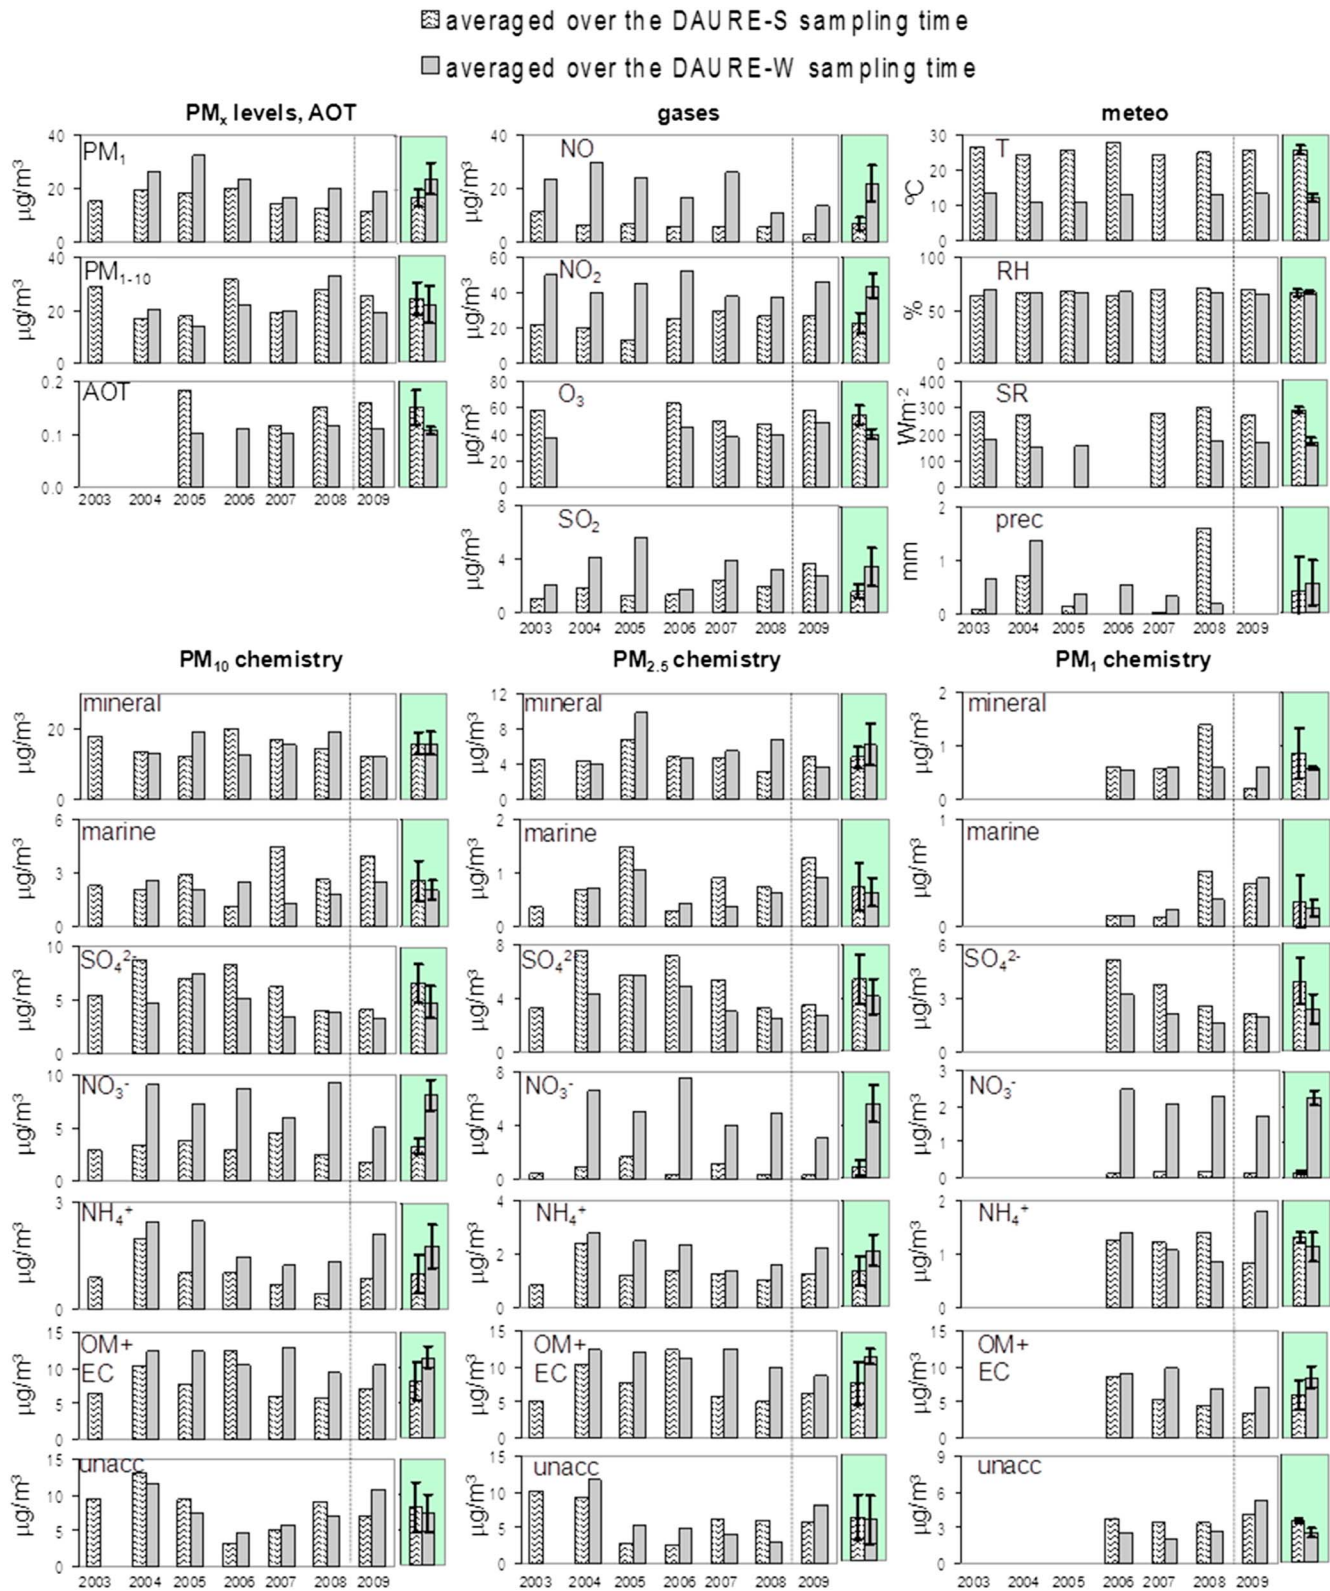 averaged over the DAURE-S sampling time
averaged over the DAURE-W sampling time
PMₓ levels, AOT
gases
meteo
40
20
0
µg/m³
PM₁
40
20
0
µg/m³
NO
30
20
10
0
ºC
T
40
20
0
µg/m³
PM₁₋₁₀
60
40
20
0
µg/m³
NO₂
100
50
0
%
RH
0.2
0.1
0.0
AOT
80
60
40
20
0
µg/m³
O₃
400
300
200
100
0
Wm⁻²
SR
2003 2004 2005 2006 2007 2008 2009
8
4
0
µg/m³
SO₂
2003 2004 2005 2006 2007 2008 2009
2
1
0
mm
prec
2003 2004 2005 2006 2007 2008 2009
PM₁₀ chemistry
PM₂.₅ chemistry
PM₁ chemistry
20
0
µg/m³
mineral
12
8
4
0
µg/m³
mineral
2
1
0
µg/m³
mineral
6
3
0
µg/m³
marine
2
1
0
µg/m³
marine
1
0
µg/m³
marine
10
5
0
µg/m³
SO₄²⁻
8
4
0
µg/m³
SO₄²
6
3
0
µg/m³
SO₄²⁻
10
5
0
µg/m³
NO₃⁻
8
4
0
µg/m³
NO₃⁻
3
2
1
0
µg/m³
NO₃⁻
3
0
µg/m³
NH₄⁺
4
2
0
µg/m³
NH₄⁺
2
1
0
µg/m³
NH₄⁺
15
10
5
0
µg/m³
OM+
EC
15
10
5
0
µg/m³
OM+
EC
15
10
5
0
µg/m³
OM+
EC
15
10
5
0
µg/m³
unacc
2003 2004 2005 2006 2007 2008 2009
15
10
5
0
µg/m³
unacc
2003 2004 2005 2006 2007 2008 2009
9
6
3
0
µg/m³
unacc
2003 2004 2005 2006 2007 2008 2009